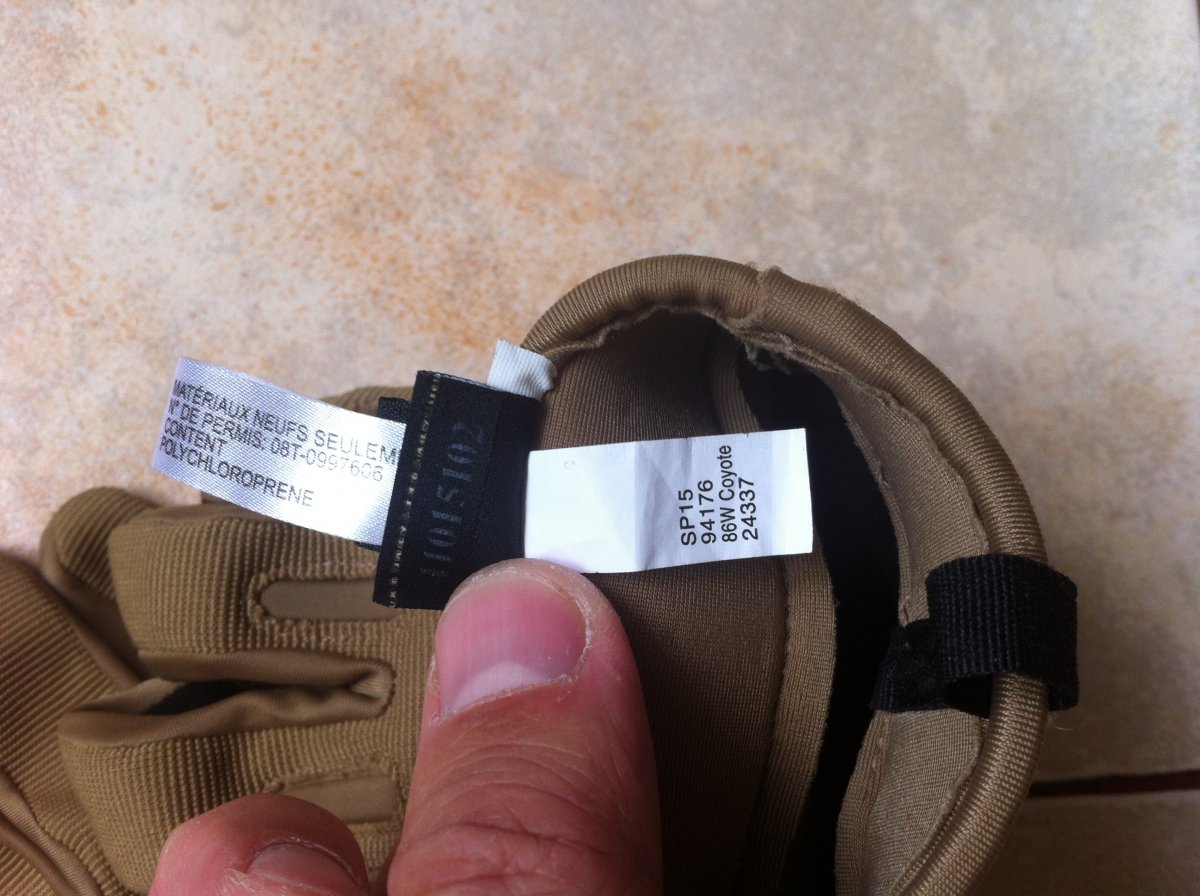 MATÉRIAUX NEUFS SEULEM
N° DE PERMIS: 08T-0997606
CONTENT
POLYCHLOROPRENE
SP15
94176
86W Coyote
24337